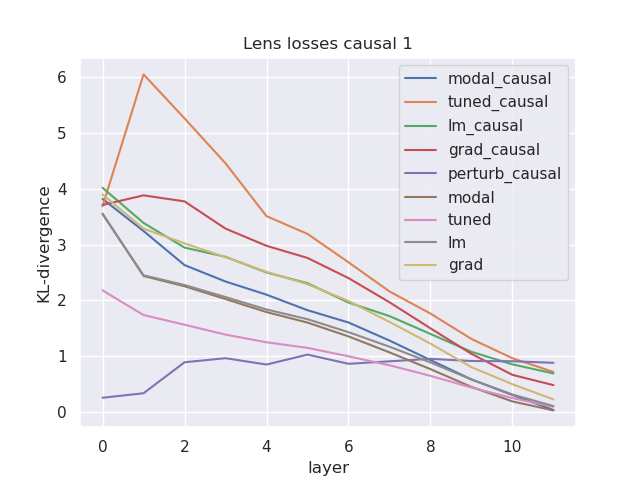 Lens losses causal 1
KL-divergence
6
5
4
3
2
1
0
modal_causal
tuned_causal
lm_causal
grad_causal
perturb_causal
modal
tuned
lm
grad
0 2 4 6 8 10
layer